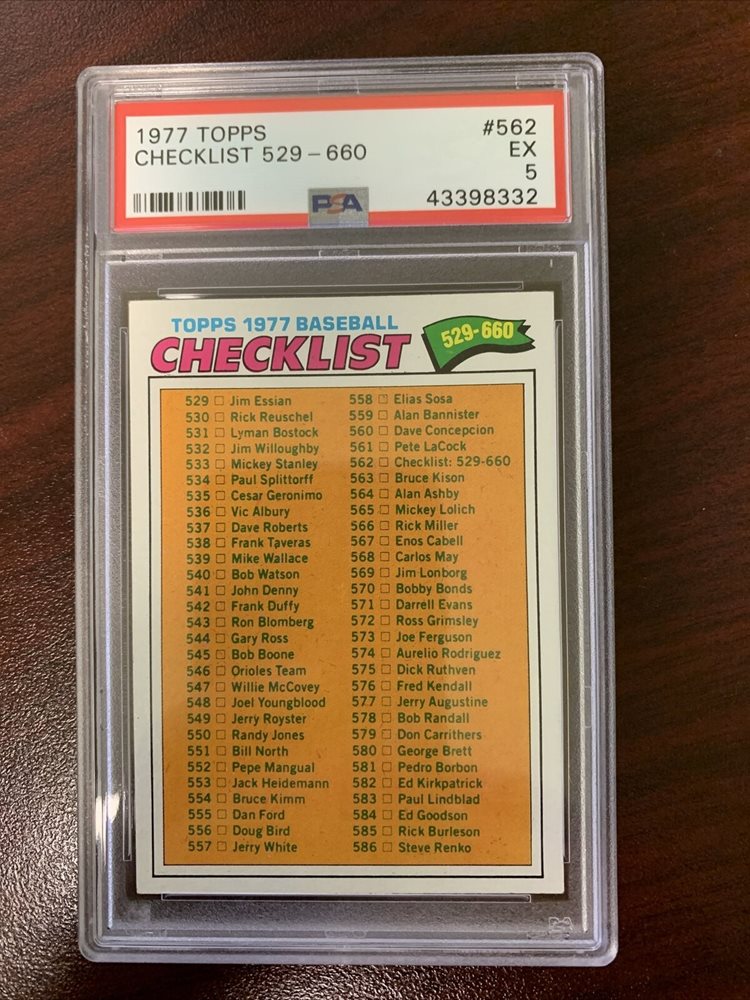 1977 TOPPS #562
CHECKLIST 529 – 660 EX
5
PSA 43398332
TOPPS 1977 BASEBALL
CHECKLIST 529-660
529 Jim Essian
530 Rick Reuschel
531 Lyman Bostock
532 Jim Willoughby
533 Mickey Stanley
534 Paul Splittorff
535 Cesar Geronimo
536 Vic Albury
537 Dave Roberts
538 Frank Taveras
539 Mike Wallace
540 Bob Watson
541 John Denny
542 Frank Duffy
543 Ron Blomberg
544 Gary Ross
545 Bob Boone
546 Orioles Team
547 Willie McCovey
548 Joel Youngblood
549 Jerry Royster
550 Randy Jones
551 Bill North
552 Pepe Mangual
553 Jack Heidemann
554 Bruce Kimm
555 Dan Ford
556 Doug Bird
557 Jerry White
558 Elias Sosa
559 Alan Bannister
560 Dave Concepcion
561 Pete LaCock
562 Checklist: 529-660
563 Bruce Kison
564 Alan Ashby
565 Mickey Lolich
566 Rick Miller
567 Enos Cabell
568 Carlos May
569 Jim Lonborg
570 Bobby Bonds
571 Darrell Evans
572 Ross Grimsley
573 Joe Ferguson
574 Aurelio Rodriguez
575 Dick Ruthven
576 Fred Kendall
577 Jerry Augustine
578 Bob Randall
579 Don Carrithers
580 George Brett
581 Pedro Borbon
582 Ed Kirkpatrick
583 Paul Lindblad
584 Ed Goodson
585 Rick Burleson
586 Steve Renko